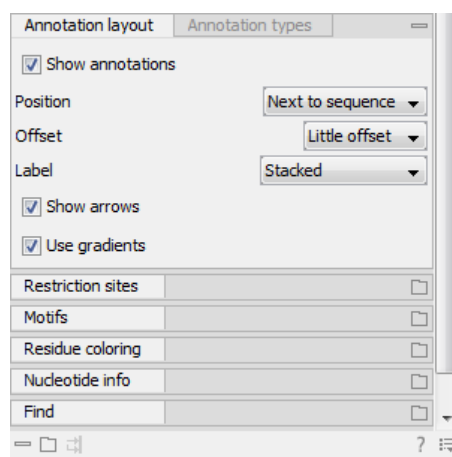 Annotation layout Annotation types
Show annotations
Position Next to sequence
Offset Little offset
Label Stacked
Show arrows
Use gradients
Restriction sites
Motifs
Residue coloring
Nucleotide info
Find
?